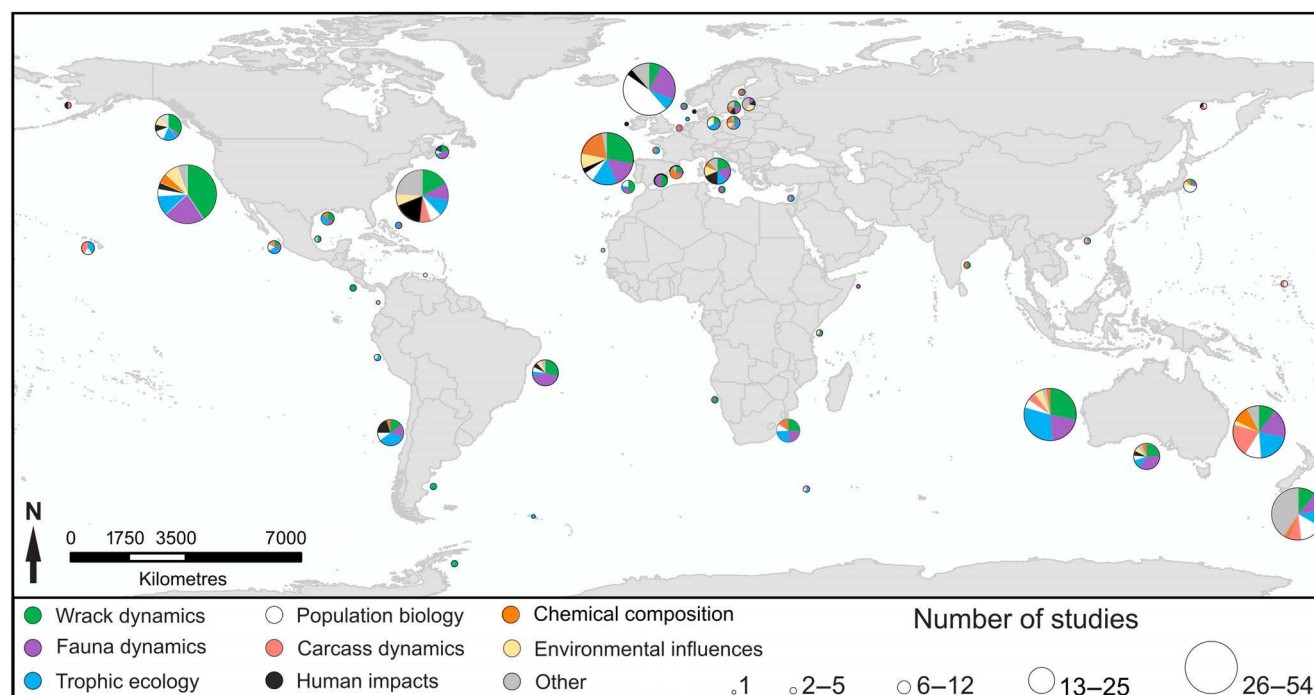 N
0 1750 3500 7000
Kilometres
Wrack dynamics
Population biology
Chemical composition
Number of studies
Fauna dynamics
Carcass dynamics
Environmental influences
Trophic ecology
Human impacts
Other
1
2–5
6–12
13–25
26–54